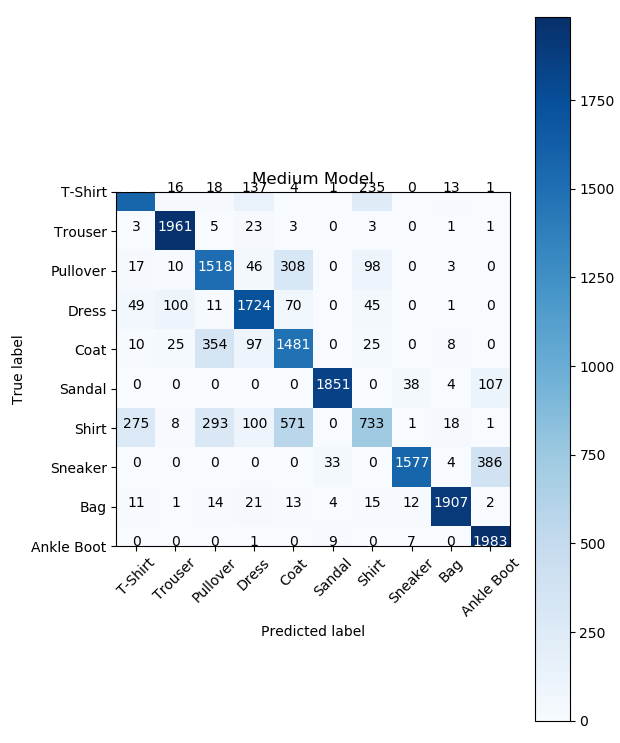 Medium Model
T-Shirt 16 18 137 4 1 235 0 13 1
Trouser 3 1961 5 23 3 0 3 0 1 1
Pullover 17 10 1518 46 308 0 98 0 3 0
Dress 49 100 11 1724 70 0 45 0 1 0
Coat 10 25 354 97 1481 0 25 0 8 0
Sandal 0 0 0 0 0 1851 0 38 4 107
Shirt 275 8 293 100 571 0 733 1 18 1
Sneaker 0 0 0 0 0 33 0 1577 4 386
Bag 11 1 14 21 13 4 15 12 1907 2
Ankle Boot 0 0 0 1 0 9 0 7 0 1983
T-Shirt Trouser Pullover Dress Coat Sandal Shirt Sneaker Bag Ankle Boot
Predicted label
True label
1750
1500
1250
1000
750
500
250
0